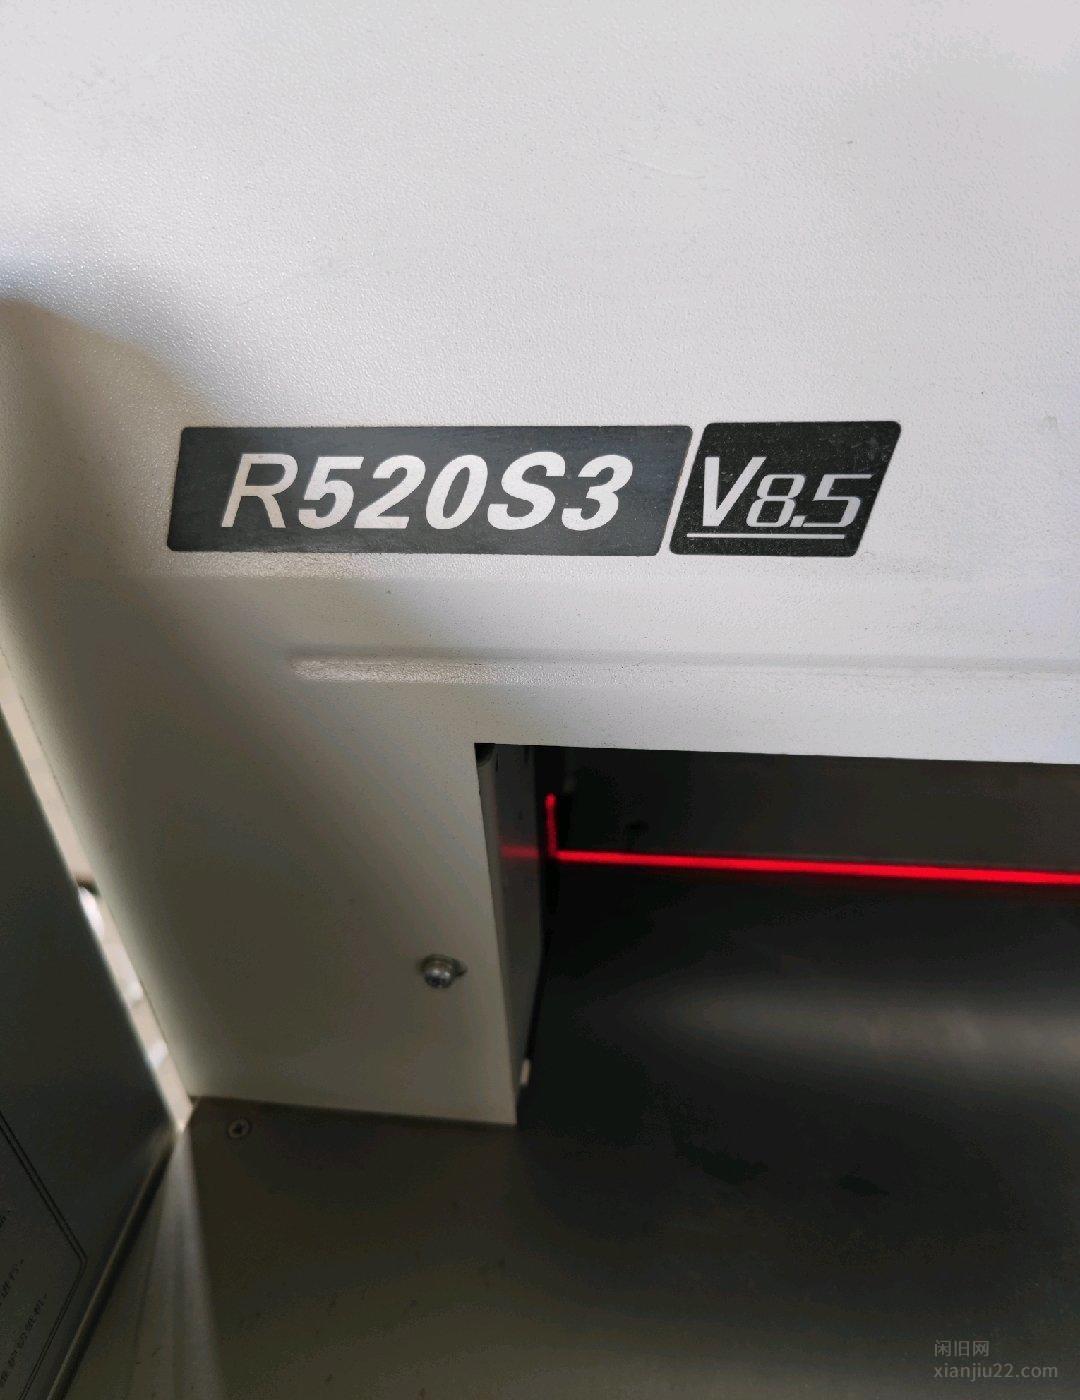 R520S3 V8.5
闲旧网
xianjiu22.com